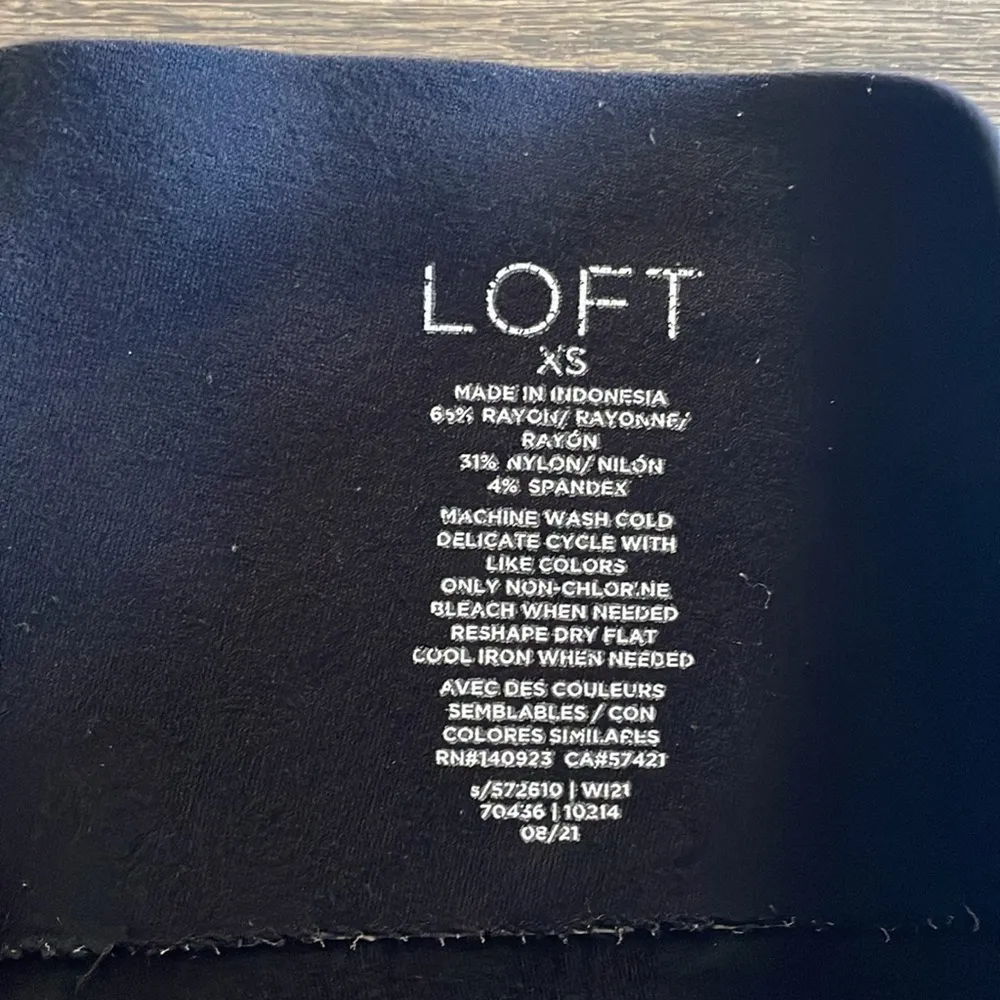 LOFT
XS
MADE IN INDONESIA
65% RAYON/ RAYONNE/
RAYÓN
31% NYLON/ NILÓN
4% SPANDEX
MACHINE WASH COLD
DELICATE CYCLE WITH
LIKE COLORS
ONLY NON-CHLORINE
BLEACH WHEN NEEDED
RESHAPE DRY FLAT
COOL IRON WHEN NEEDED
AVEC DES COULEURS
SEMBLABLES / CON
COLORES SIMILARES
RN#140923 CA#57421
s/572610 | WI21
70436 | 10214
08/21